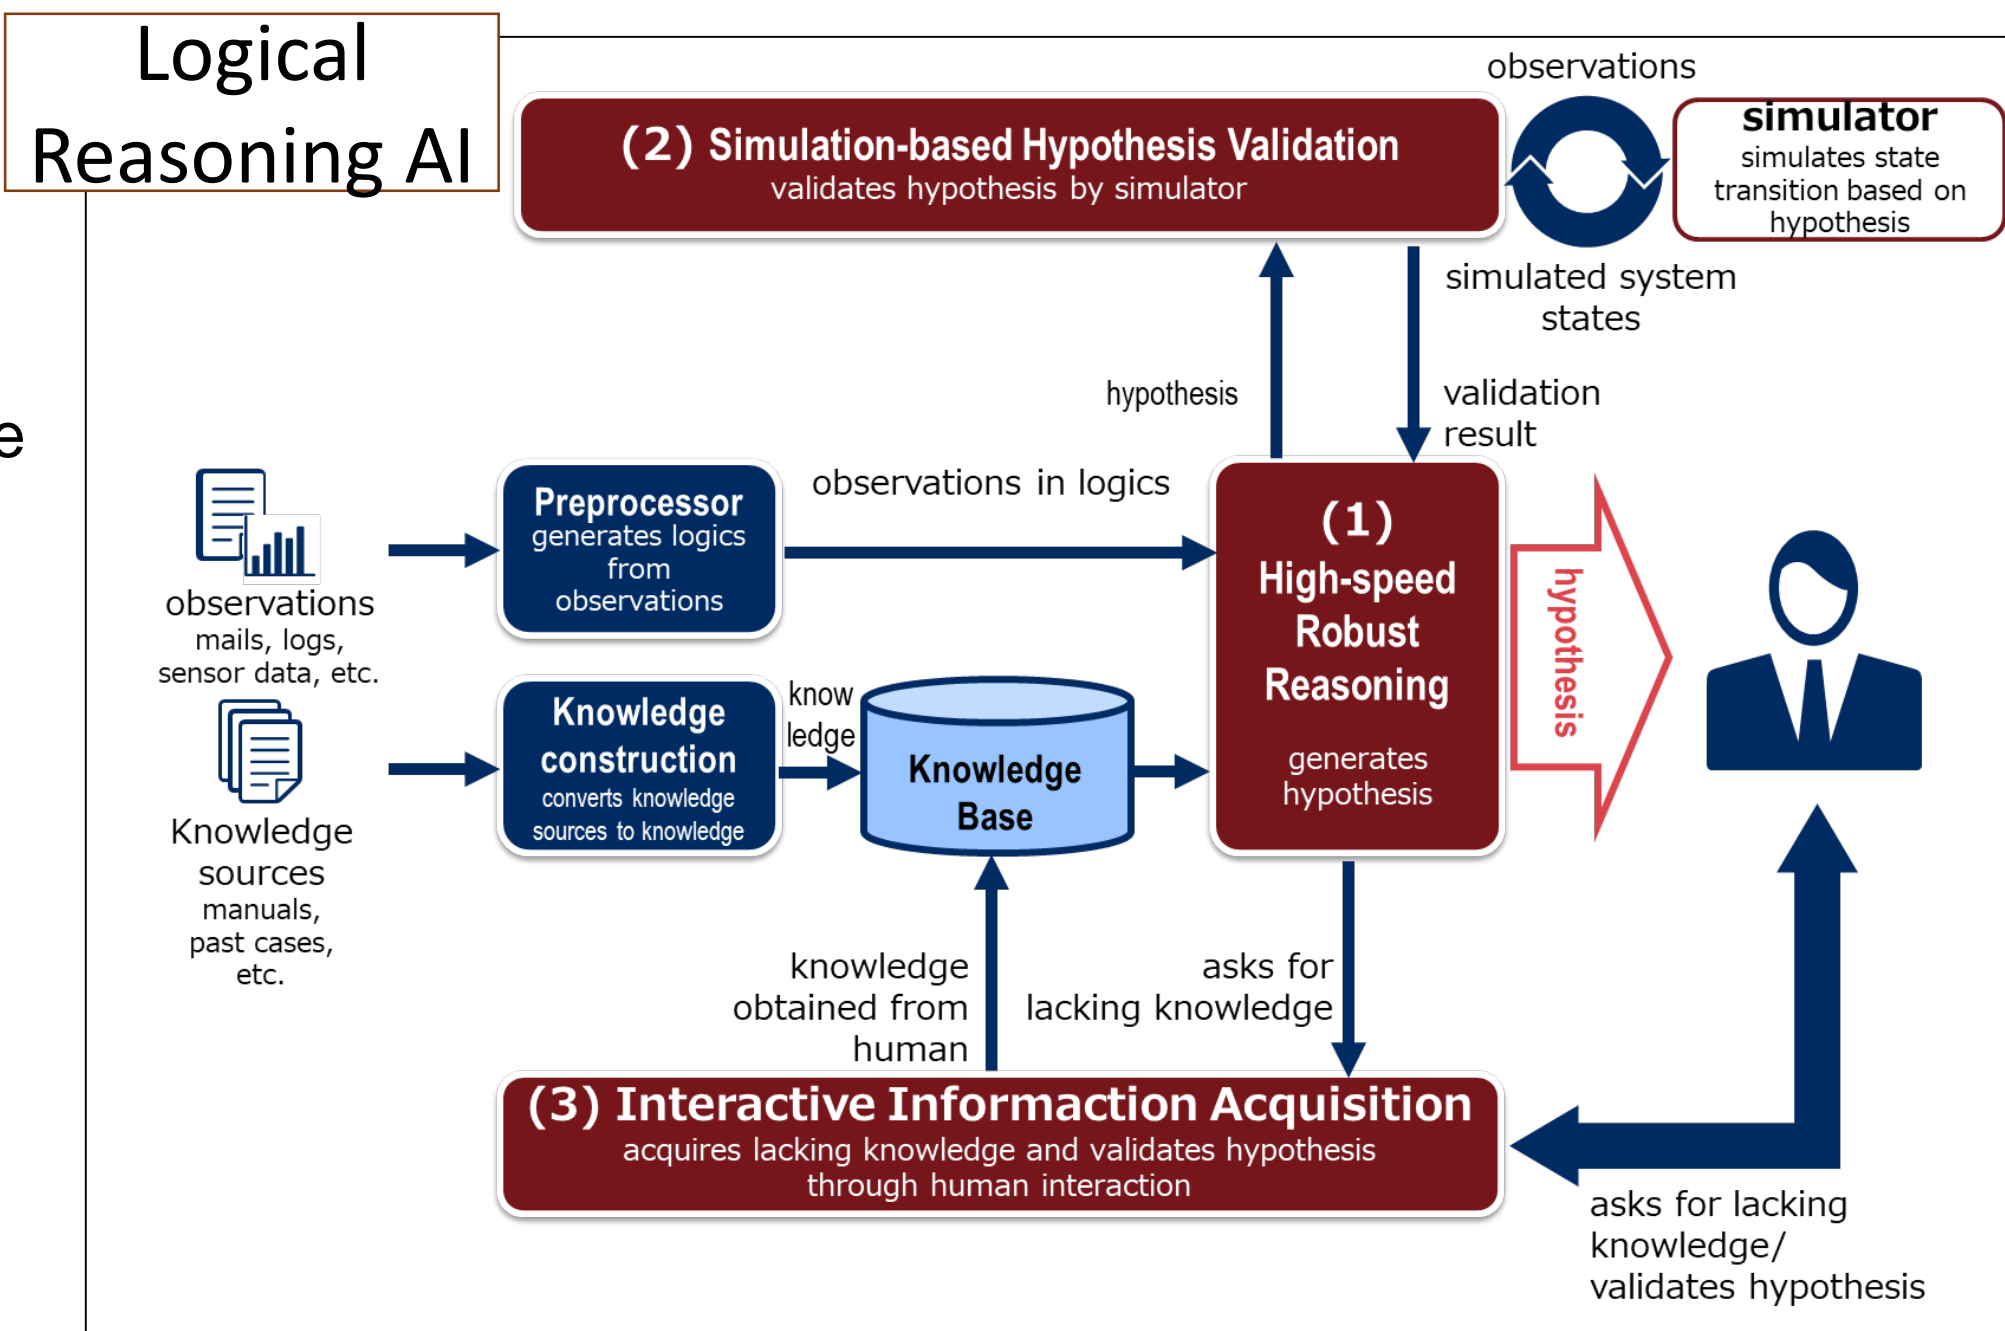 Logical
Reasoning AI
observations
(2) Simulation-based Hypothesis Validation
validates hypothesis by simulator
simulator
simulates state
transition based on
hypothesis
simulated system
states
hypothesis
validation
result
e
observations
mails, logs,
sensor data, etc.
Preprocessor
generates logics
from
observations
observations in logics
(1)
High-speed
Robust
Reasoning
generates
hypothesis
hypothesis
Knowledge
sources
manuals,
past cases,
etc.
Knowledge
construction
converts knowledge
sources to knowledge
know
ledge
Knowledge
Base
knowledge
obtained from
human
asks for
lacking knowledge
(3) Interactive Informaction Acquisition
acquires lacking knowledge and validates hypothesis
through human interaction
asks for lacking
knowledge/
validates hypothesis